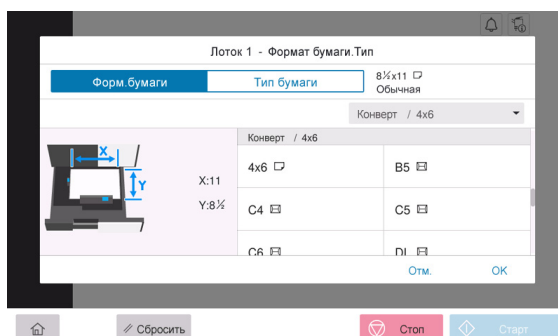 Лоток 1 - Формат бумаги.Тип
Форм.бумаги
Тип бумаги
8½x11
Обычная
Конверт / 4x6
Конверт / 4x6
4x6
B5
X
Y
X:11
Y:8½
C4
C5
C6
DL
Отм.
OK
Сбросить
Стоп
Старт